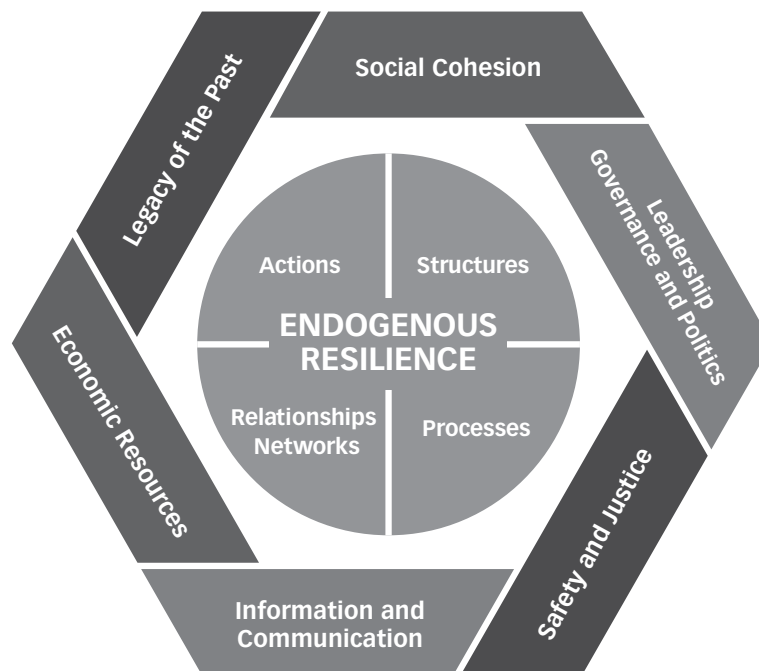 Legacy of the Past
Social Cohesion
Leadership
Governance and Politics
Safety and Justice
Information and
Communication
Economic Resources
Actions
Structures
ENDOGENOUS
RESILIENCE
Relationships
Networks
Processes